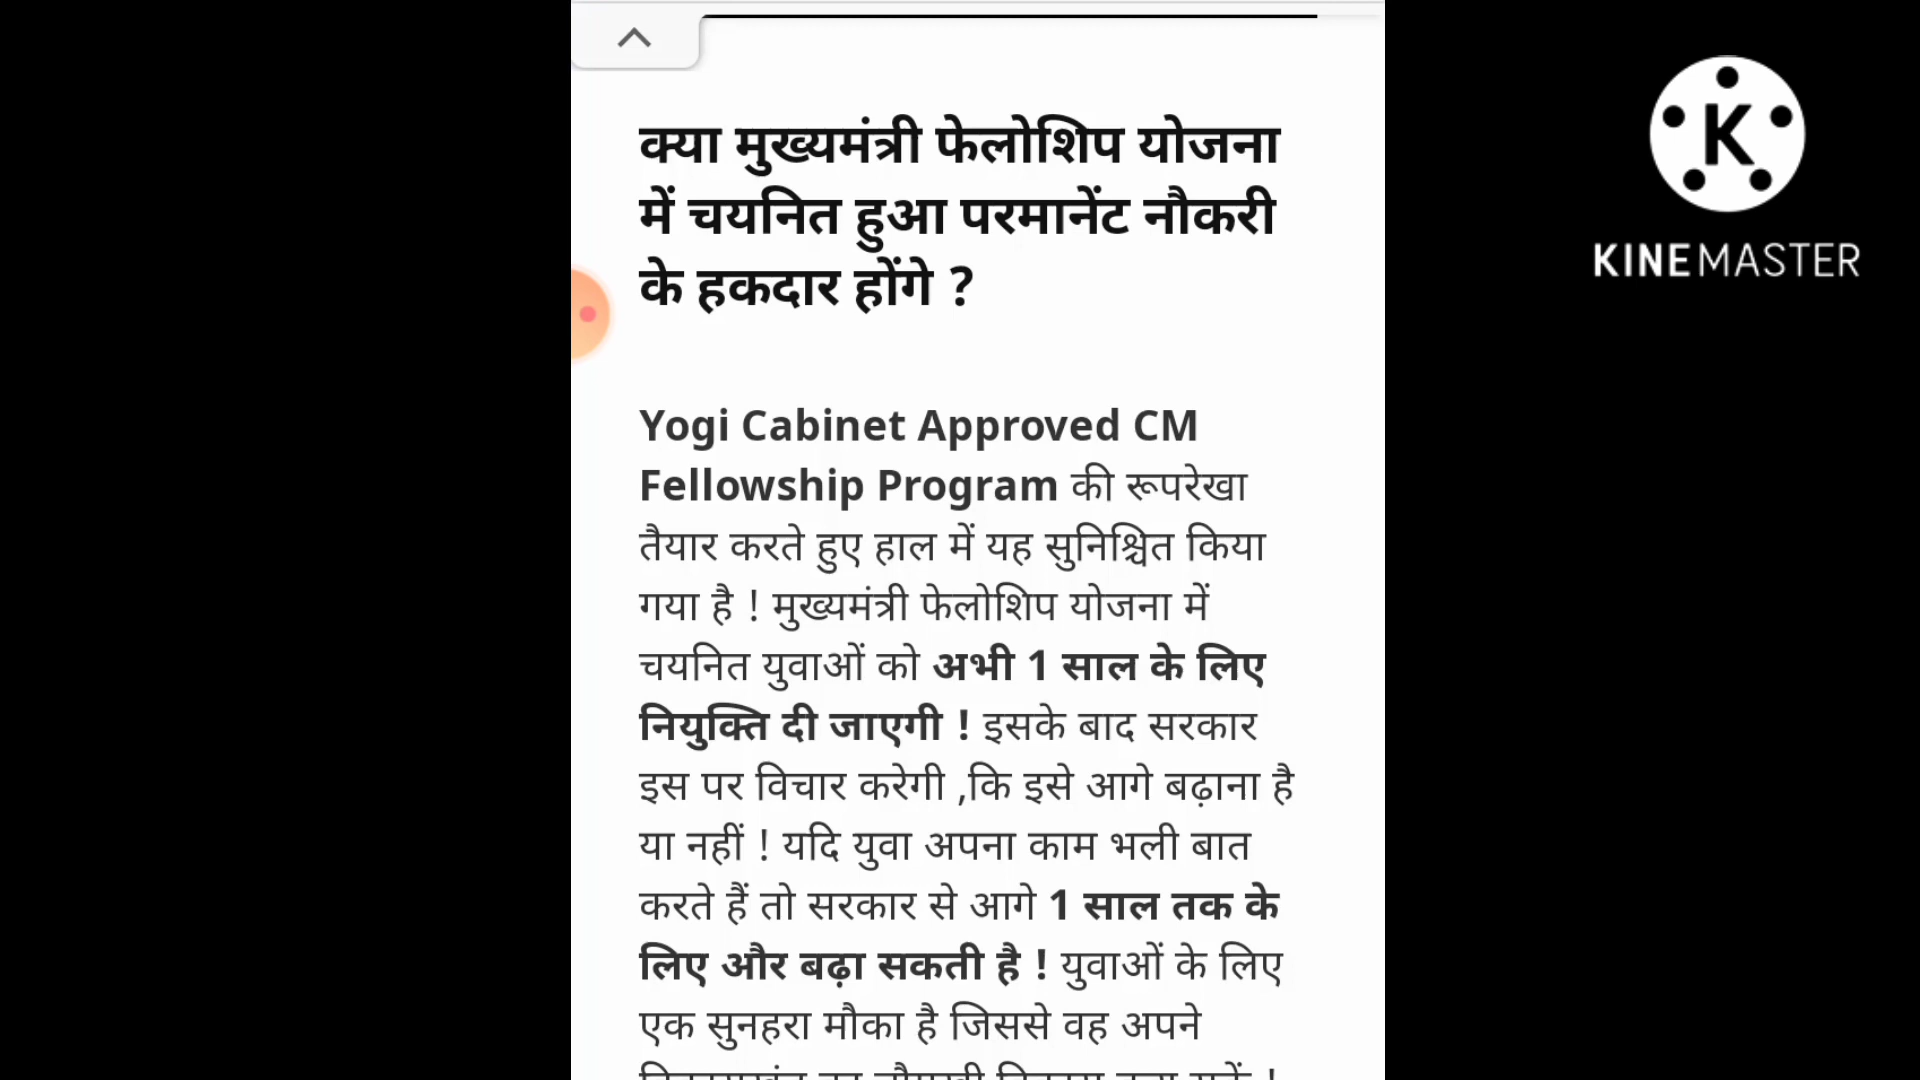 क्या मुख्यमंत्री फेलोशिप योजना
में चयनित हुआ परमानेंट नौकरी
के हकदार होंगे ?
Yogi Cabinet Approved CM
Fellowship Program की रूपरेखा
तैयार करते हुए हाल में यह सुनिश्चित किया
गया है ! मुख्यमंत्री फेलोशिप योजना में
चयनित युवाओं को अभी 1 साल के लिए
नियुक्ति दी जाएगी ! इसके बाद सरकार
इस पर विचार करेगी ,कि इसे आगे बढ़ाना है
या नहीं ! यदि युवा अपना काम भली बात
करते हैं तो सरकार से आगे 1 साल तक के
लिए और बढ़ा सकती है ! युवाओं के लिए
एक सुनहरा मौका है जिससे वह अपने
K
KINEMASTER